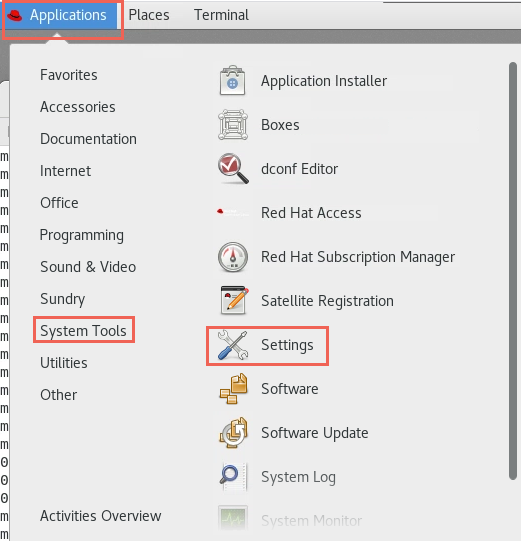 Applications Places Terminal
Favorites
Accessories
Documentation
Internet
Office
Programming
Sound & Video
Sundry
System Tools
Utilities
Other
Activities Overview
Application Installer
Boxes
dconf Editor
Red Hat Access
Red Hat Subscription Manager
Satellite Registration
Settings
Software
Software Update
System Log
System Monitor